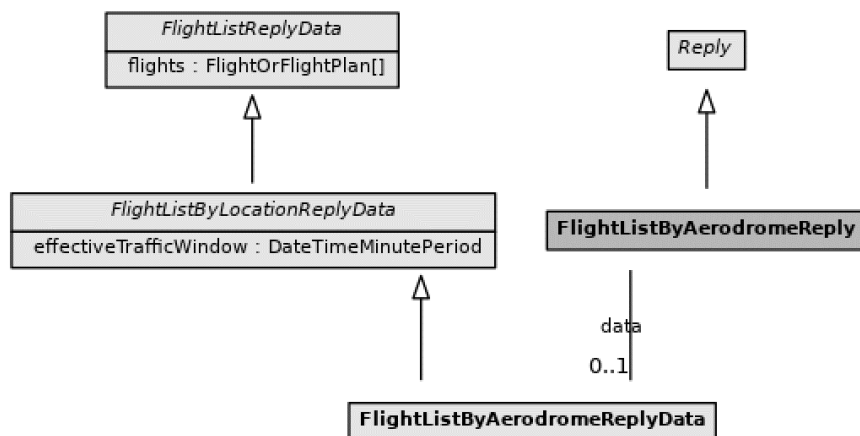 FlightListReplyData
flights : FlightOrFlightPlan[]
Reply
FlightListByLocationReplyData
effectiveTrafficWindow : DateTimeMinutePeriod
FlightListByAerodromeReply
data
0..1
FlightListByAerodromeReplyData